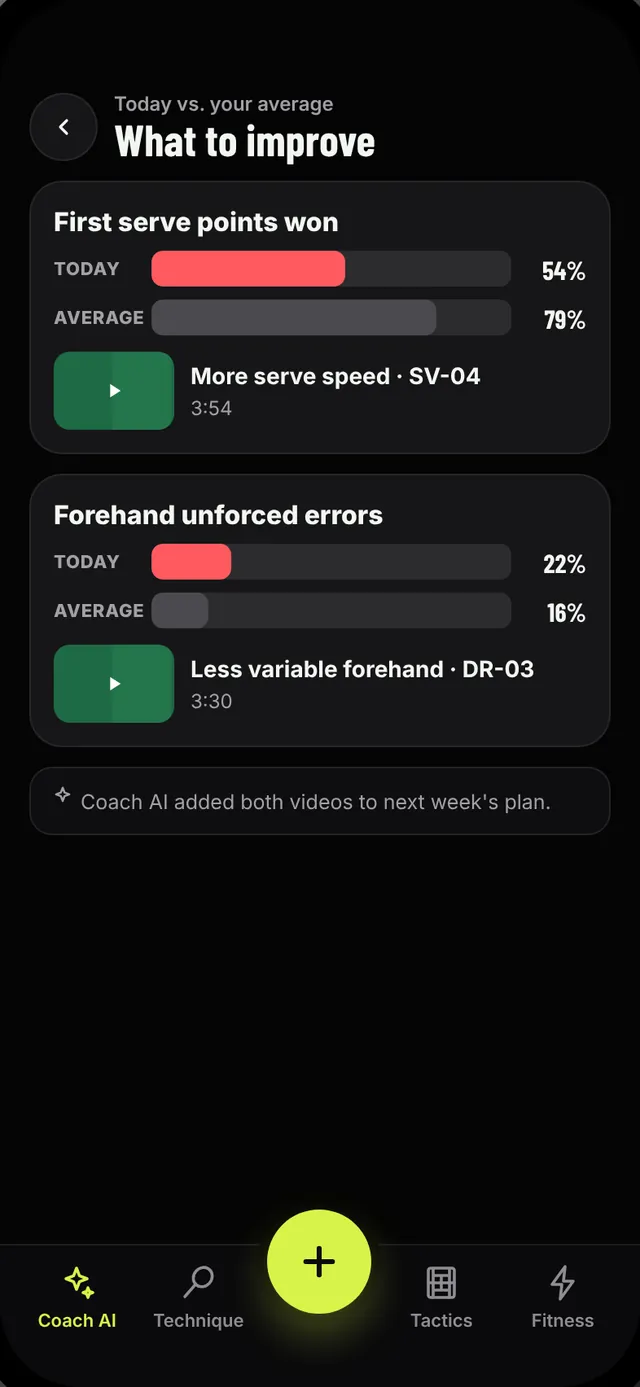 Today vs. your average
What to improve
First serve points won
TODAY 54%
AVERAGE 79%
More serve speed · SV-04
3:54
Forehand unforced errors
TODAY 22%
AVERAGE 16%
Less variable forehand · DR-03
3:30
Coach AI added both videos to next week's plan.
Coach AI Technique Tactics Fitness